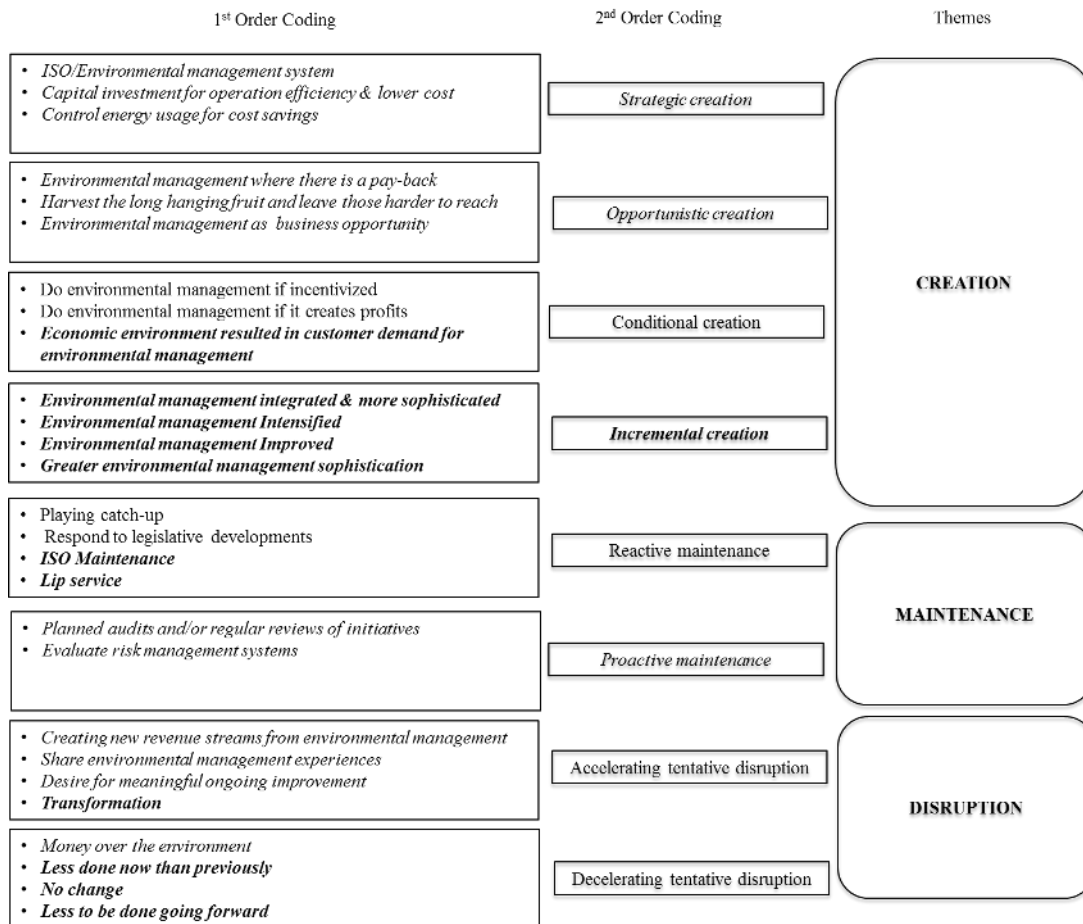 1st Order Coding
2nd Order Coding
Themes
• ISO/Environmental management system
• Capital investment for operation efficiency & lower cost
• Control energy usage for cost savings
Strategic creation
• Environmental management where there is a pay-back
• Harvest the long hanging fruit and leave those harder to reach
• Environmental management as business opportunity
Opportunistic creation
• Do environmental management if incentivized
• Do environmental management if it creates profits
• Economic environment resulted in customer demand for
environmental management
Conditional creation
• Environmental management integrated & more sophisticated
• Environmental management Intensified
• Environmental management Improved
• Greater environmental management sophistication
Incremental creation
CREATION
• Playing catch-up
• Respond to legislative developments
• ISO Maintenance
• Lip service
Reactive maintenance
• Planned audits and/or regular reviews of initiatives
• Evaluate risk management systems
Proactive maintenance
MAINTENANCE
• Creating new revenue streams from environmental management
• Share environmental management experiences
• Desire for meaningful ongoing improvement
• Transformation
Accelerating tentative disruption
• Money over the environment
• Less done now than previously
• No change
• Less to be done going forward
Decelerating tentative disruption
DISRUPTION